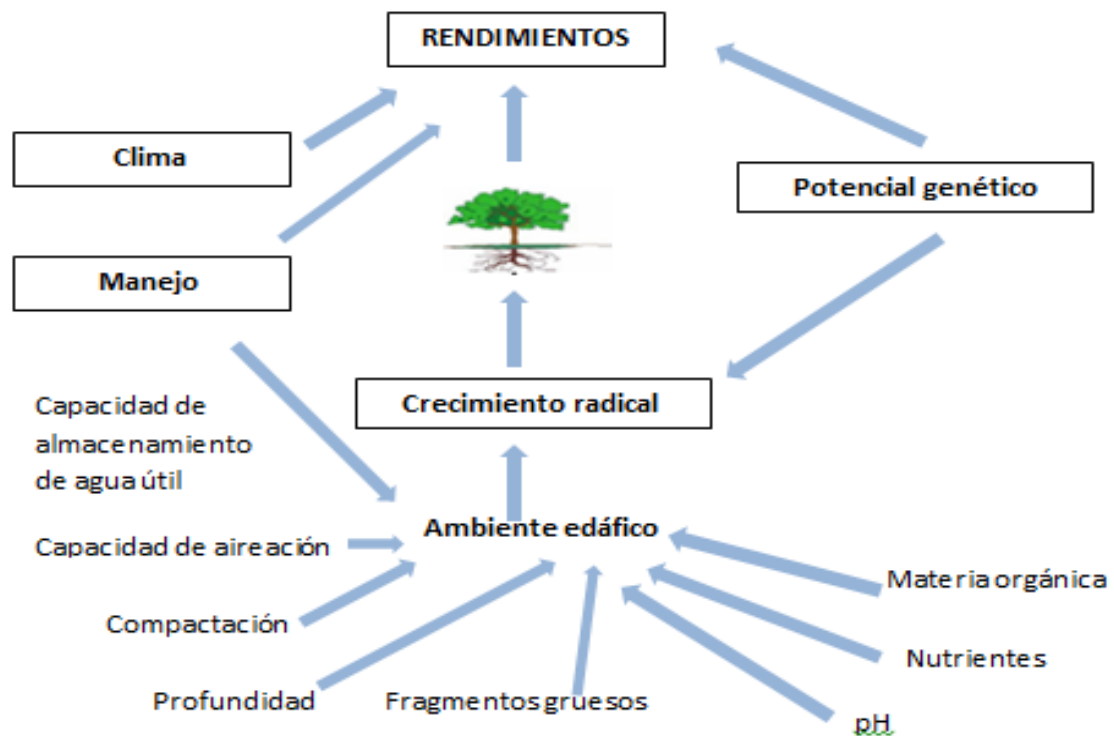 RENDIMIENTOS
Clima
Potencial genético
Manejo
Crecimiento radical
Capacidad de
almacenamiento
de agua útil
Ambiente edáfico
Capacidad de aireación
Materia orgánica
Compactación
Nutrientes
Profundidad
Fragmentos gruesos
pH